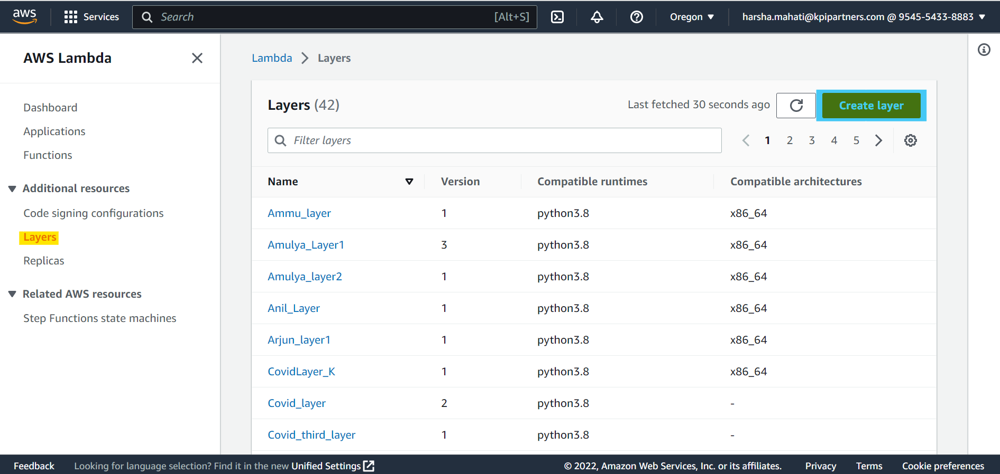 aws Services Search [Alt+S] Oregon harsha.mahati@kpipartners.com @ 9545-5433-8883
AWS Lambda
Dashboard
Applications
Functions
Additional resources
Code signing configurations
Layers
Replicas
Related AWS resources
Step Functions state machines
Lambda Layers
Layers (42) Last fetched 30 seconds ago Create layer
Filter layers 1 2 3 4 5
Name Version Compatible runtimes Compatible architectures
Ammu_layer 1 python3.8 x86_64
Amulya_Layer1 3 python3.8 x86_64
Amulya_layer2 1 python3.8 x86_64
Anil_Layer 1 python3.8 x86_64
Arjun_layer1 1 python3.8 x86_64
CovidLayer_K 1 python3.8 x86_64
Covid_layer 2 python3.8 -
Covid_third_layer 1 python3.8 -
Feedback Looking for language selection? Find it in the new Unified Settings © 2022, Amazon Web Services, Inc. or its affiliates. Privacy Terms Cookie preferences